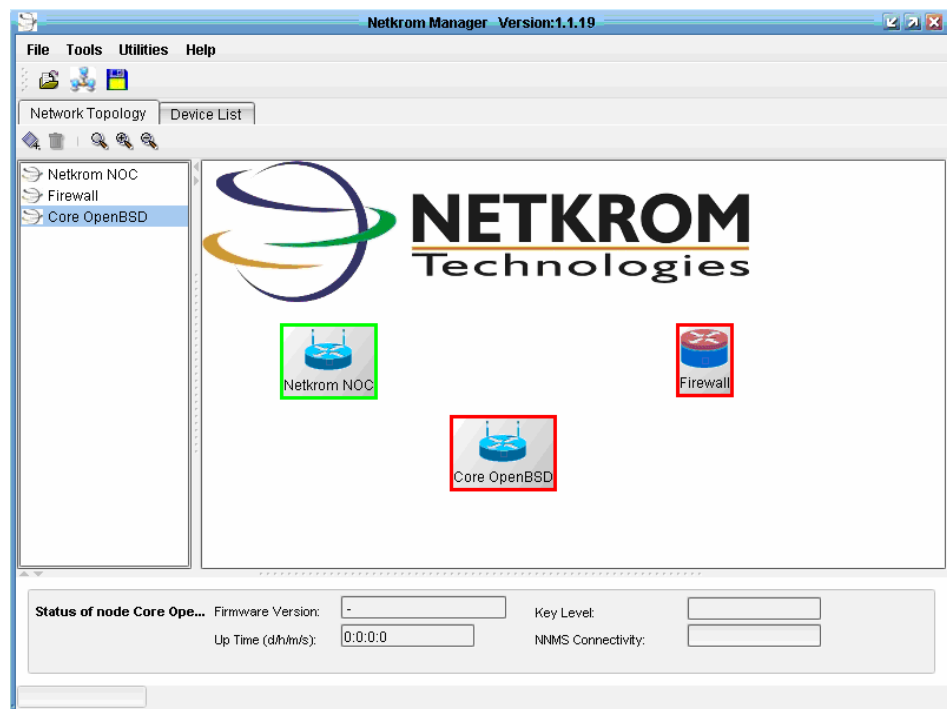 Netkrom Manager Version:1.1.19
File Tools Utilities Help
Network Topology Device List
Netkrom NOC
Firewall
Core OpenBSD
NETKROM
Technologies
Netkrom NOC
Firewall
Core OpenBSD
Status of node Core Ope... Firmware Version: - Key Level:
Up Time (d/h/m/s): 0:0:0:0 NNMS Connectivity: